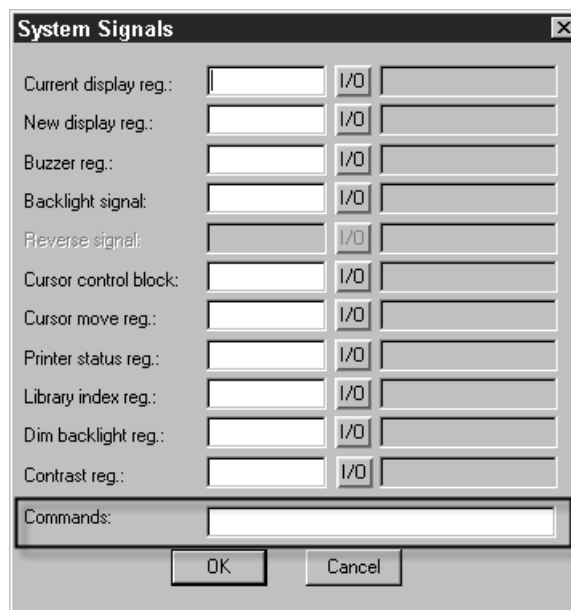 System Signals
Current display reg.: I/O
New display reg.: I/O
Buzzer reg.: I/O
Backlight signal: I/O
Reverse signal: I/O
Cursor control block: I/O
Cursor move reg.: I/O
Printer status reg.: I/O
Library index reg.: I/O
Dim backlight reg.: I/O
Contrast reg.: I/O
Commands:
OK Cancel